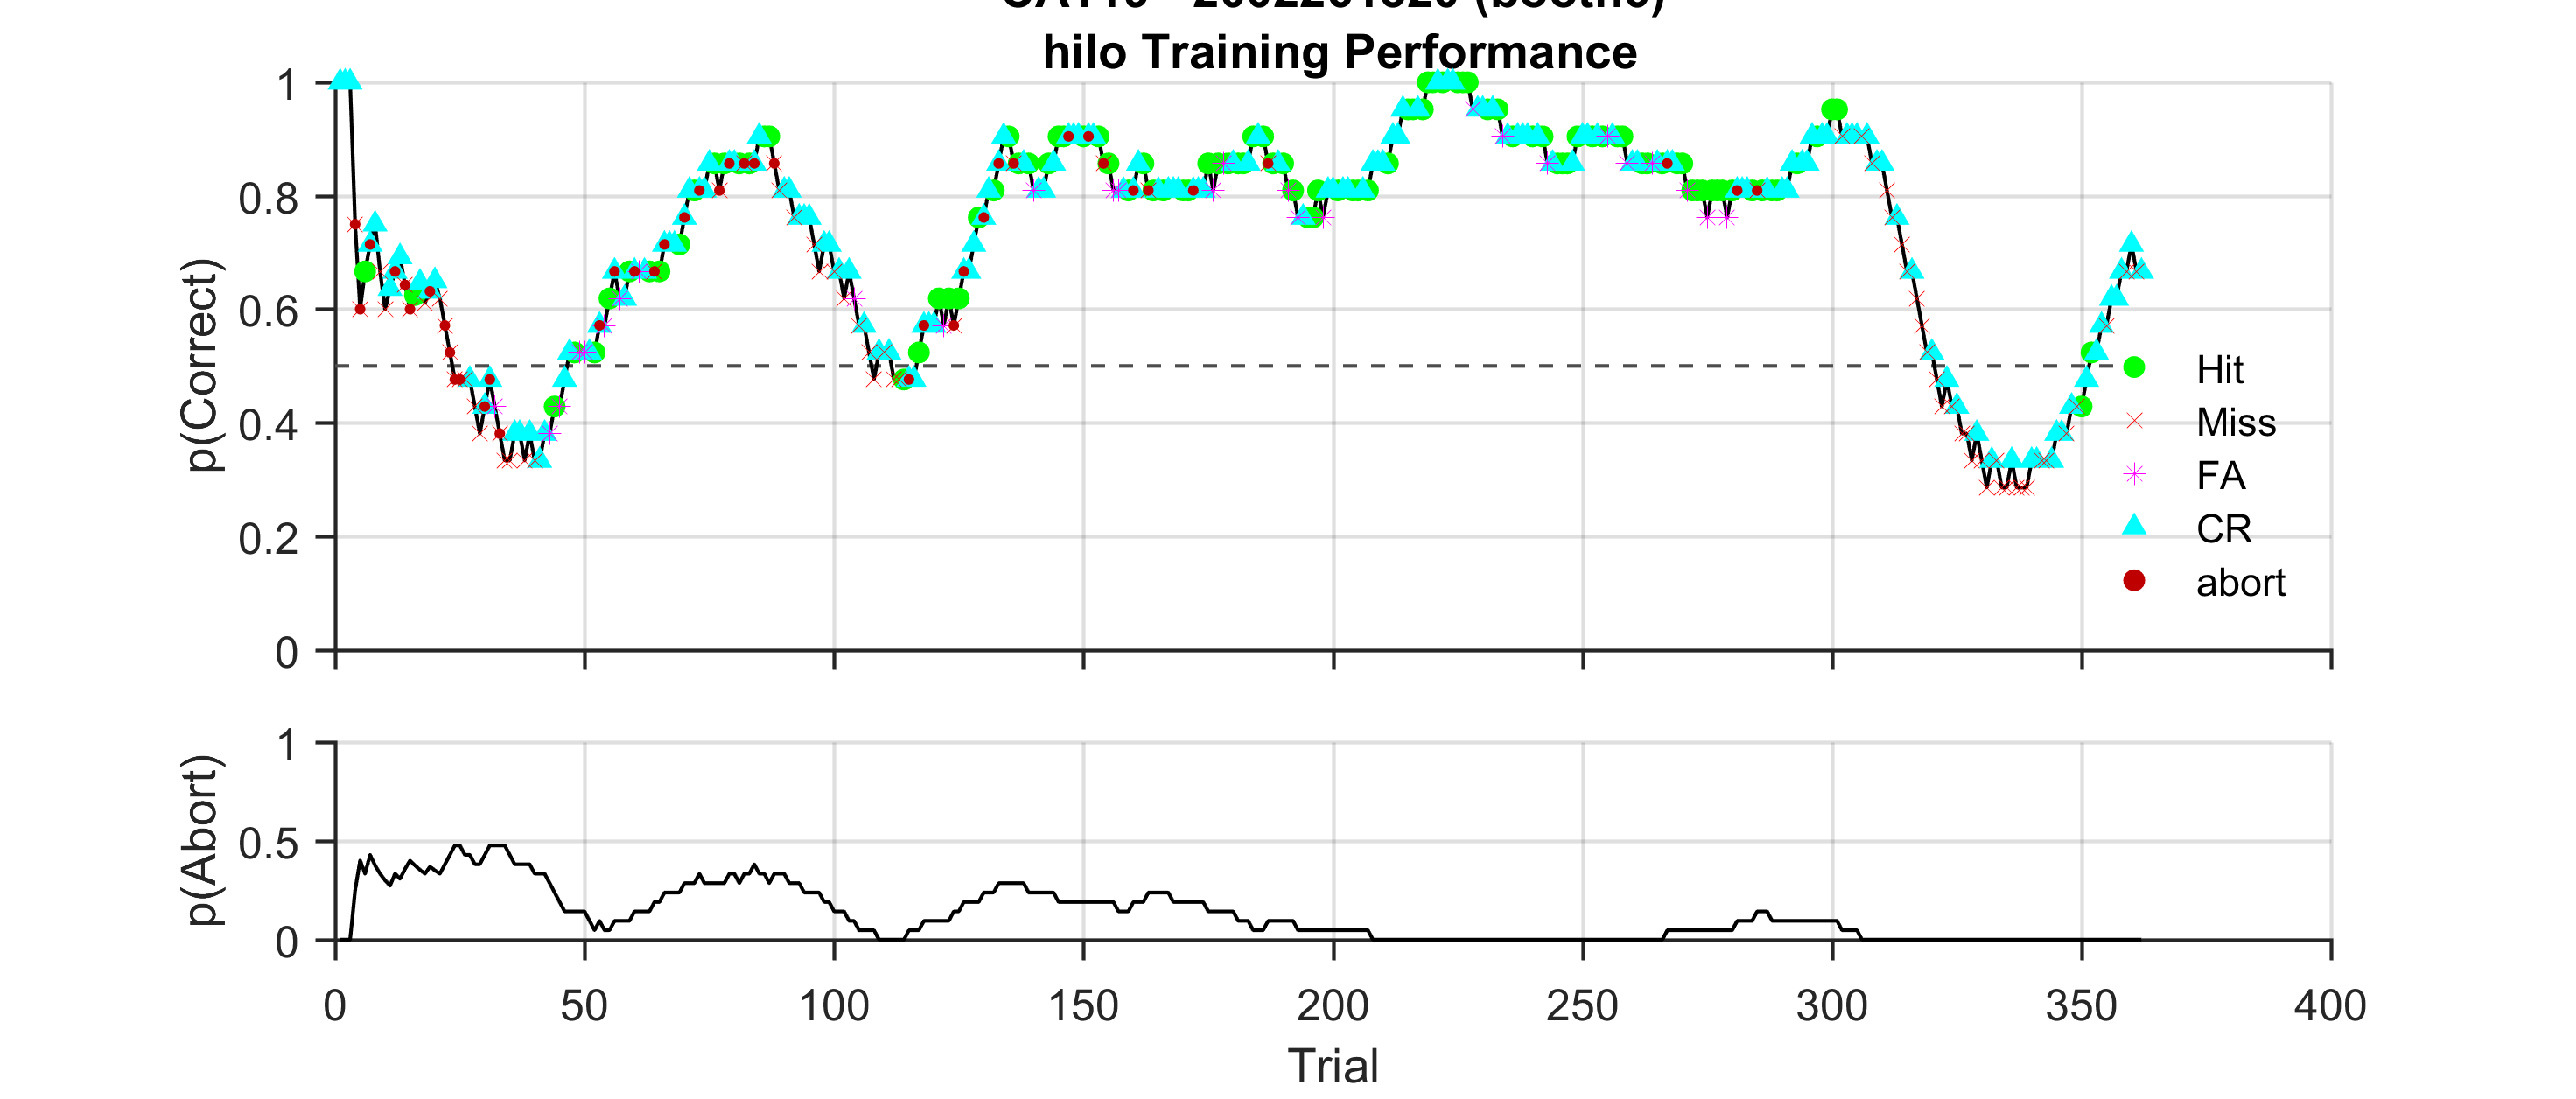 hilo Training Performance
p(Correct)
1
0.8
0.6
0.4
0.2
0
Hit
Miss
FA
CR
abort
p(Abort)
1
0.5
0
0 50 100 150 200 250 300 350 400
Trial